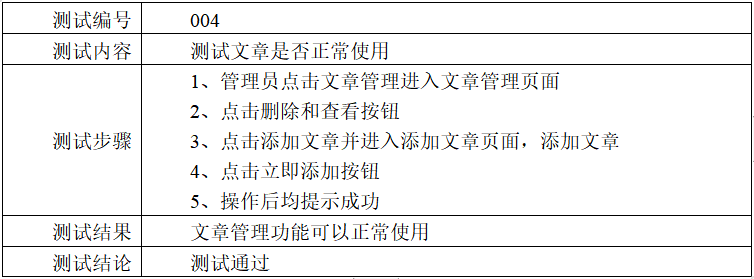 测试编号 004
测试内容 测试文章是否正常使用
1、管理员点击文章管理进入文章管理页面
2、点击删除和查看按钮
测试步骤 3、点击添加文章并进入添加文章页面，添加文章
4、点击立即添加按钮
5、操作后均提示成功
测试结果 文章管理功能可以正常使用
测试结论 测试通过